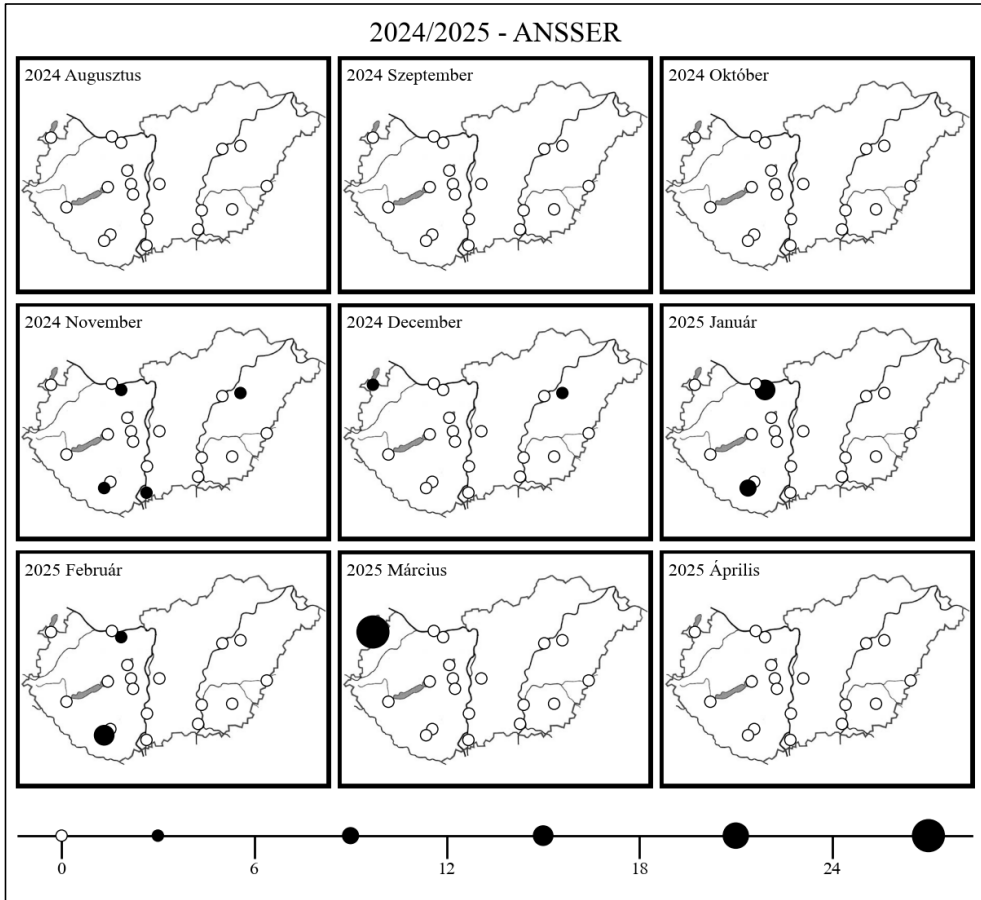 2024/2025 - ANSSER
2024 Augusztus
2024 Szeptember
2024 Október
2024 November
2024 December
2025 Január
2025 Február
2025 Március
2025 Április
0 6 12 18 24